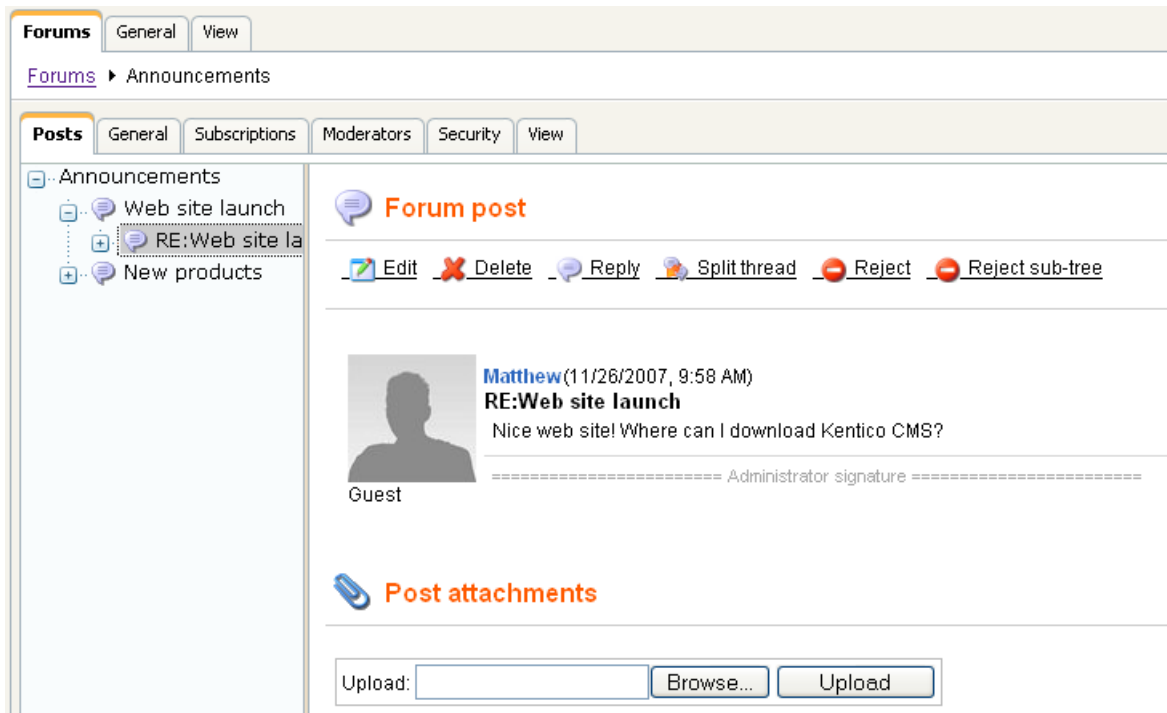 Forums General View
Forums Announcements
Posts General Subscriptions Moderators Security View
Announcements
Web site launch
RE:Web site la
New products
Forum post
Edit Delete Reply Split thread Reject Reject sub-tree
Matthew(11/26/2007, 9:58 AM)
RE:Web site launch
Nice web site! Where can I download Kentico CMS?
======================== Administrator signature ========================
Guest
Post attachments
Upload: Browse... Upload